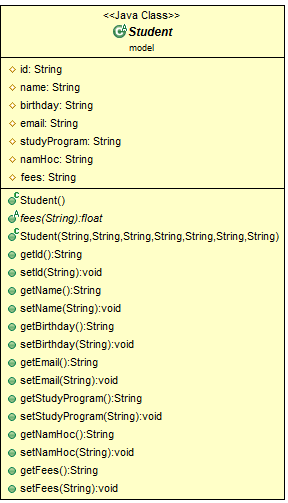 <<Java Class>>
Student
model
id: String
name: String
birthday: String
email: String
studyProgram: String
namHoc: String
fees: String
Student()
fees(String):float
Student(String,String,String,String,String,String,String)
getId():String
setId(String):void
getName():String
setName(String):void
getBirthday():String
setBirthday(String):void
getEmail():String
setEmail(String):void
getStudyProgram():String
setStudyProgram(String):void
getNamHoc():String
setNamHoc(String):void
getFees():String
setFees(String):void